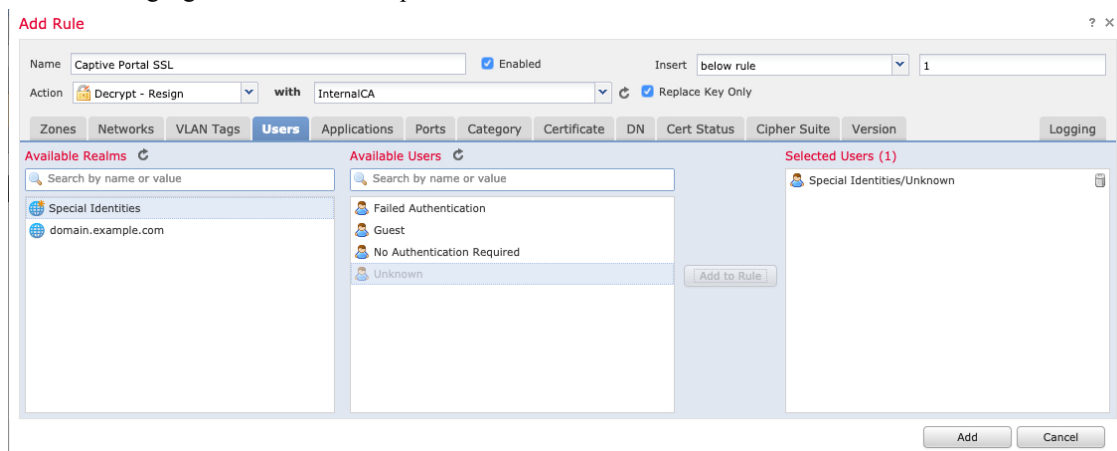 Add Rule ? X
Name Captive Portal SSL Enabled Insert below rule 1
Action Decrypt - Resign with InternalCA Replace Key Only
Zones Networks VLAN Tags Users Applications Ports Category Certificate DN Cert Status Cipher Suite Version Logging
Available Realms Available Users Selected Users (1)
Search by name or value Search by name or value Special Identities/Unknown
Special Identities Failed Authentication
domain.example.com Guest
No Authentication Required
Unknown Add to Rule
Add Cancel